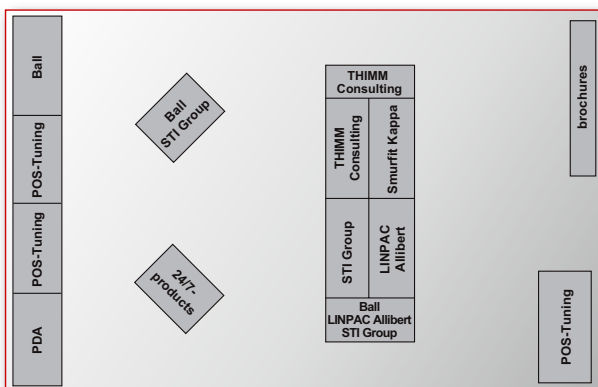 Ball
POS-Tuning
POS-Tuning
PDA
Ball
STI Group
24/7-
products
THIMM
Consulting
THIMM
Consulting
Smurfit Kappa
STI Group
LINPAC
Allibert
Ball
LINPAC Allibert
STI Group
brochures
POS-Tuning